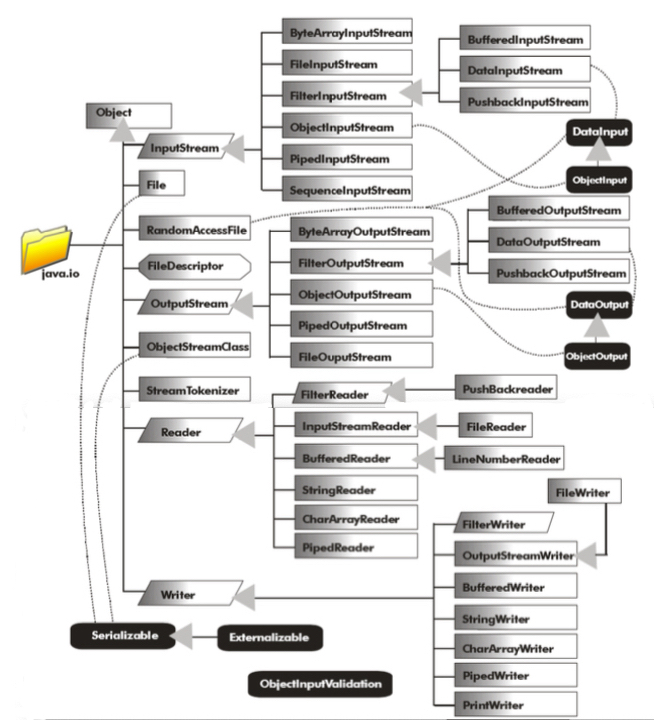 ByteArrayInputStream
FileInputStream
FilterInputStream
ObjectInputStream
PipedInputStream
SequenceInputStream
BufferedInputStream
DataInputStream
PushbackInputStream
Object
InputStream
DataInput
ObjectInput
File
RandomAccessFile
FileDescriptor
OutputStream
ObjectStreamClass
StreamTokenizer
Reader
java.io
ByteArrayOutputStream
FilterOutputStream
ObjectOutputStream
PipedOutputStream
FileOuputStream
BufferedOutputStream
DataOutputStream
PushbackOutputStream
DataOutput
ObjectOutput
FilterReader
InputStreamReader
BufferedReader
StringReader
CharArrayReader
PipedReader
PushBackreader
FileReader
LineNumberReader
FileWriter
Writer
FilterWriter
OutputStreamWriter
BufferedWriter
StringWriter
CharArrayWriter
PipedWriter
PrintWriter
Serializable
Externalizable
ObjectInputValidation